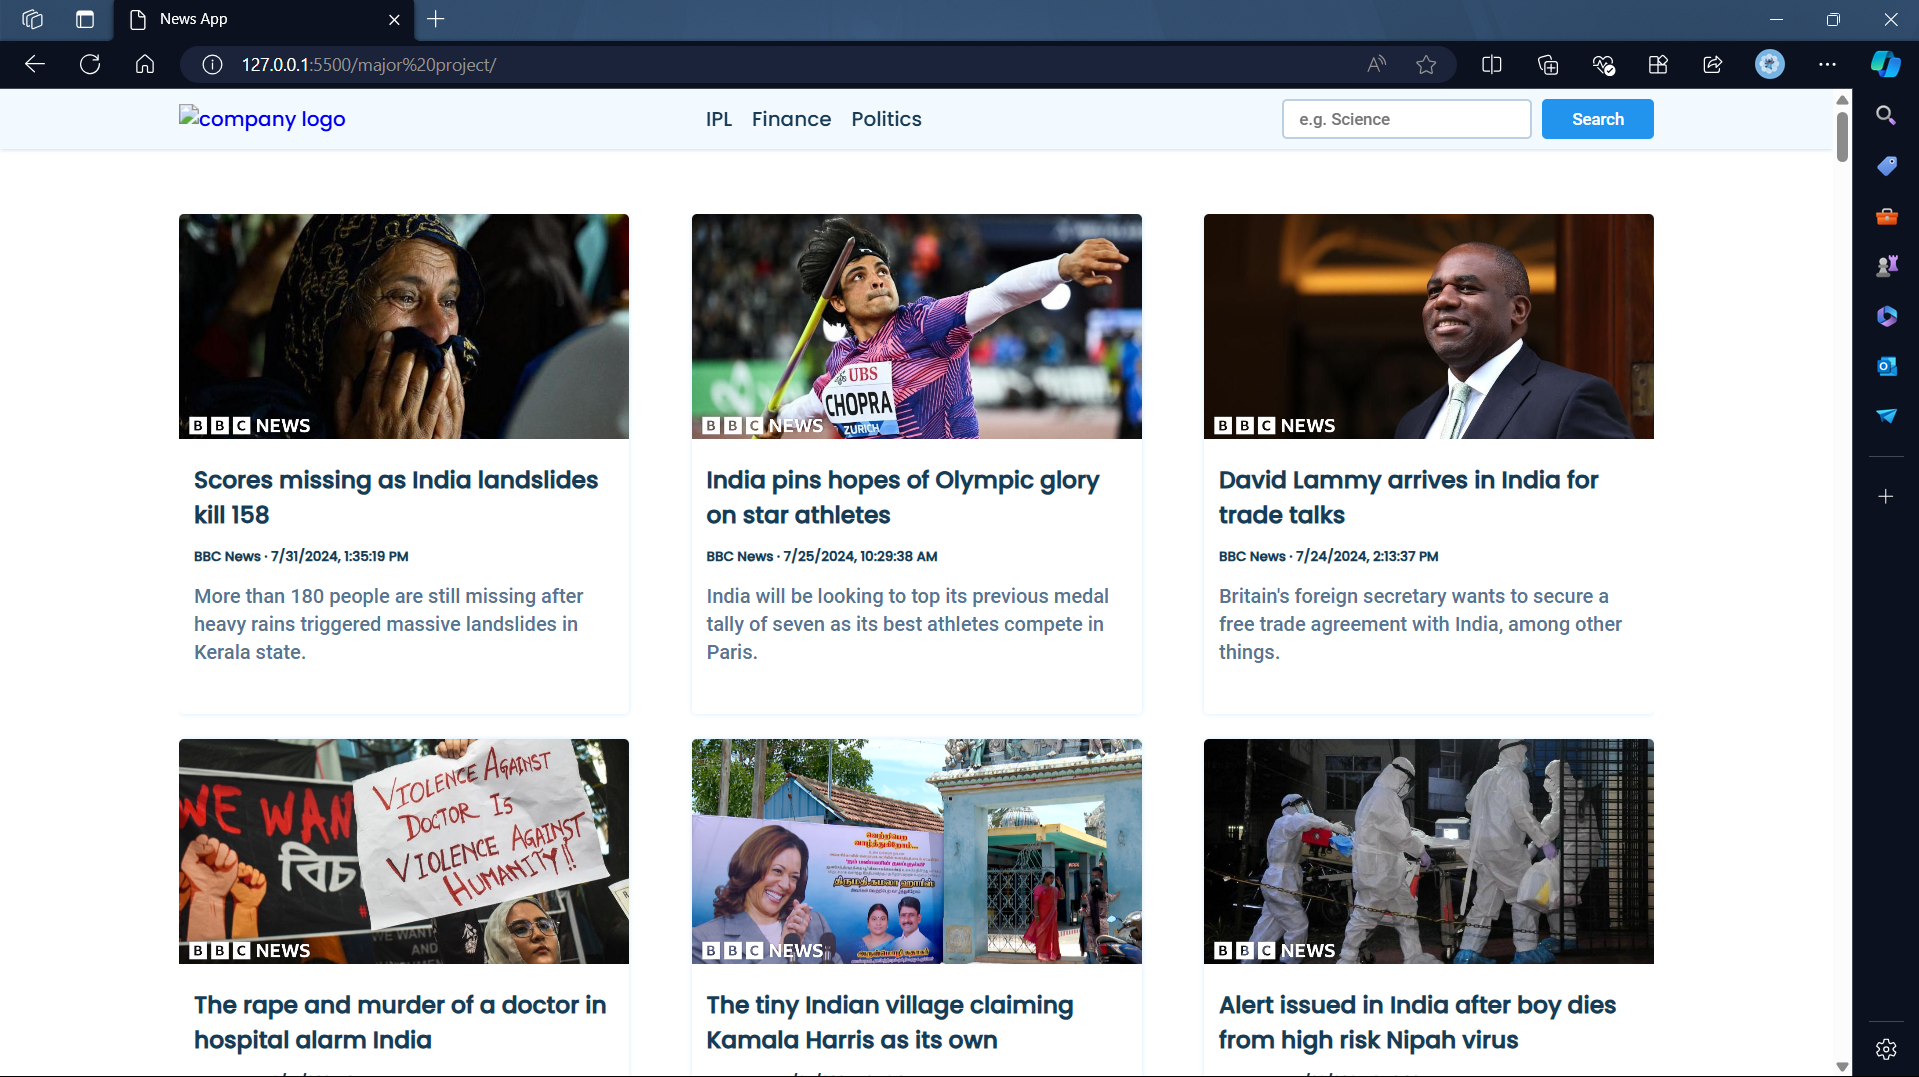 News App
127.0.0.1:5500/major%20project/
company logo
IPL Finance Politics
e.g. Science
Search
BBC NEWS
UBS
CHOPRA
ZURICH
BBC NEWS
BBC NEWS
Scores missing as India landslides
kill 158
BBC News · 7/31/2024, 1:35:19 PM
More than 180 people are still missing after
heavy rains triggered massive landslides in
Kerala state.
India pins hopes of Olympic glory
on star athletes
BBC News · 7/25/2024, 10:29:38 AM
India will be looking to top its previous medal
tally of seven as its best athletes compete in
Paris.
David Lammy arrives in India for
trade talks
BBC News · 7/24/2024, 2:13:37 PM
Britain's foreign secretary wants to secure a
free trade agreement with India, among other
things.
WE WAN
বিচ
VIOLENCE AGAINST
DOCTOR IS
VIOLENCE AGAINST
HUMANITY!!
WE WANT
AND
BBC NEWS
BBC NEWS
BBC NEWS
The rape and murder of a doctor in
hospital alarm India
The tiny Indian village claiming
Kamala Harris as its own
Alert issued in India after boy dies
from high risk Nipah virus